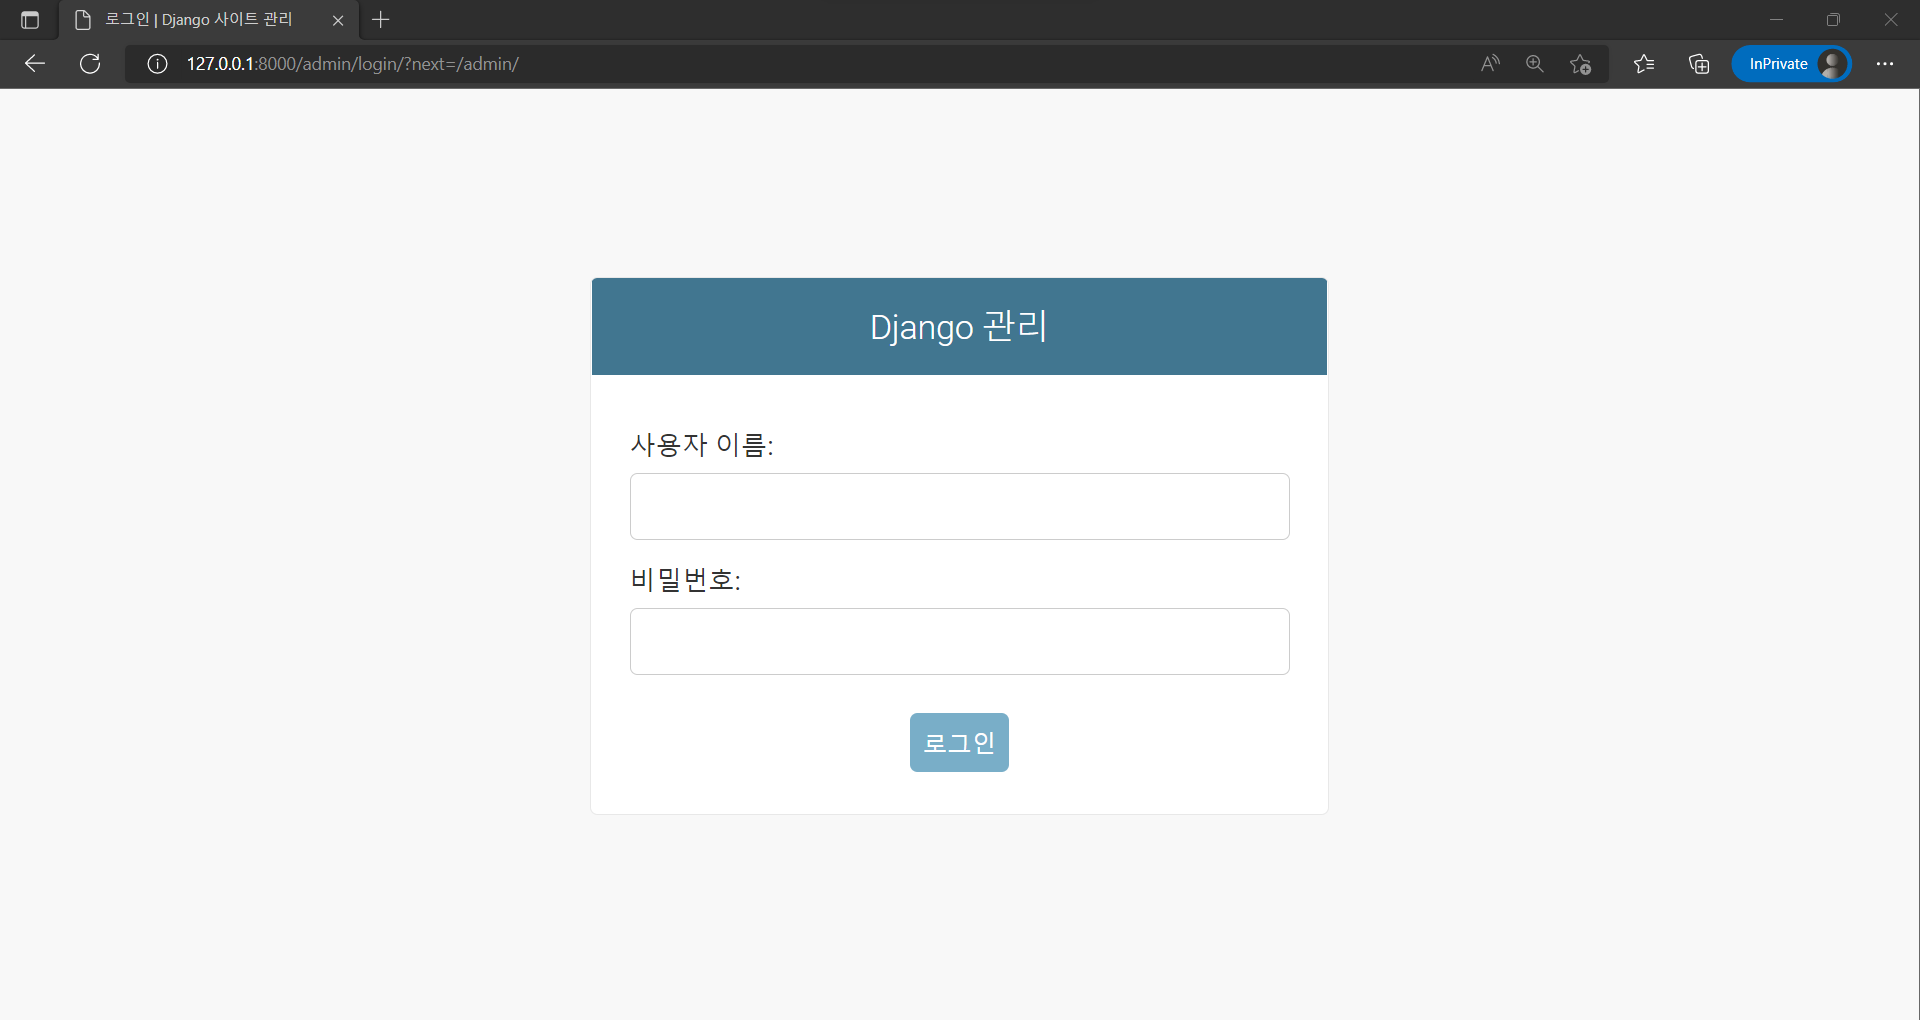 로그인 | Django 사이트 관리
127.0.0.1:8000/admin/login/?next=/admin/
InPrivate
Django 관리
사용자 이름:
비밀번호:
로그인